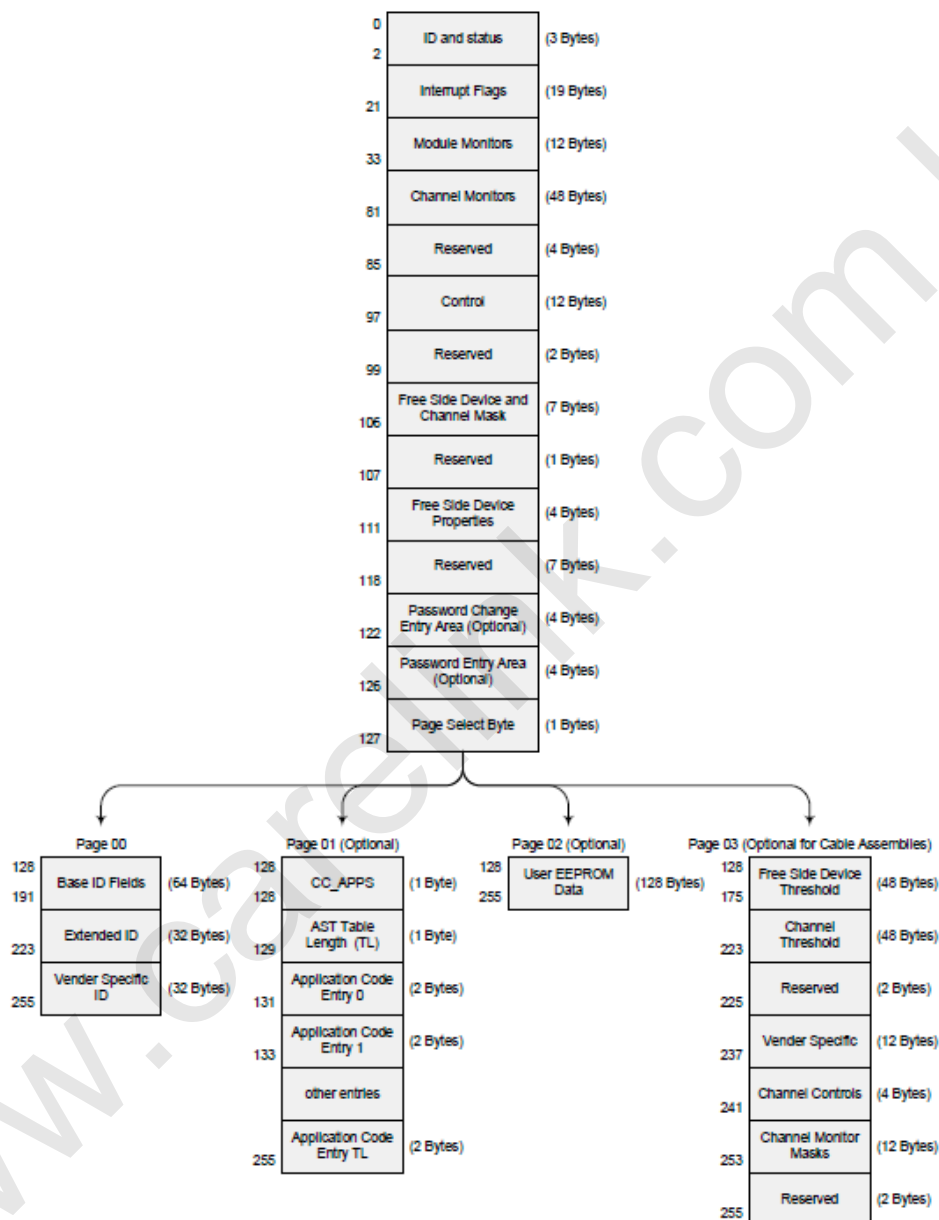 0
ID and status (3 Bytes)
2
Interrupt Flags (19 Bytes)
21
Module Monitors (12 Bytes)
33
Channel Monitors (48 Bytes)
81
Reserved (4 Bytes)
85
Control (12 Bytes)
97
Reserved (2 Bytes)
99
Free Side Device and
Channel Mask (7 Bytes)
106
Reserved (1 Bytes)
107
Free Side Device
Properties (4 Bytes)
111
Reserved (7 Bytes)
118
Password Change
Entry Area (Optional) (4 Bytes)
122
Password Entry Area
(Optional) (4 Bytes)
126
Page Select Byte (1 Bytes)
127
Page 00
128
Base ID Fields (64 Bytes)
191
Extended ID (32 Bytes)
223
Vender Specific
ID (32 Bytes)
255
Page 01 (Optional)
128
CC_APPS (1 Byte)
128
AST Table
Length (TL) (1 Byte)
129
Application Code
Entry 0 (2 Bytes)
131
Application Code
Entry 1 (2 Bytes)
133
other entries
Application Code
Entry TL (2 Bytes)
255
Page 02 (Optional)
128
User EEPROM
Data (128 Bytes)
255
Page 03 (Optional for Cable Assemblies)
128
Free Side Device
Threshold (48 Bytes)
175
Channel
Threshold (48 Bytes)
223
Reserved (2 Bytes)
225
Vender Specific (12 Bytes)
237
Channel Controls (4 Bytes)
241
Channel Monitor
Masks (12 Bytes)
253
Reserved (2 Bytes)
255
w.carelink.com